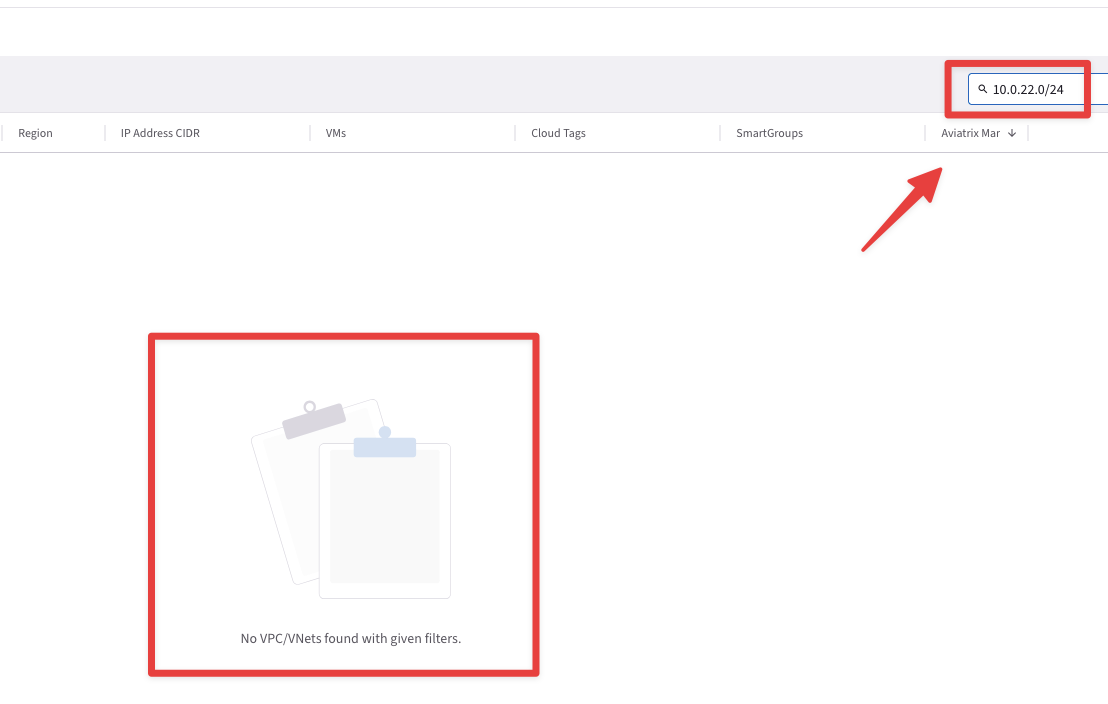 10.0.22.0/24
Region IP Address CIDR VMs Cloud Tags SmartGroups Aviatrix Mar
No VPC/VNets found with given filters.